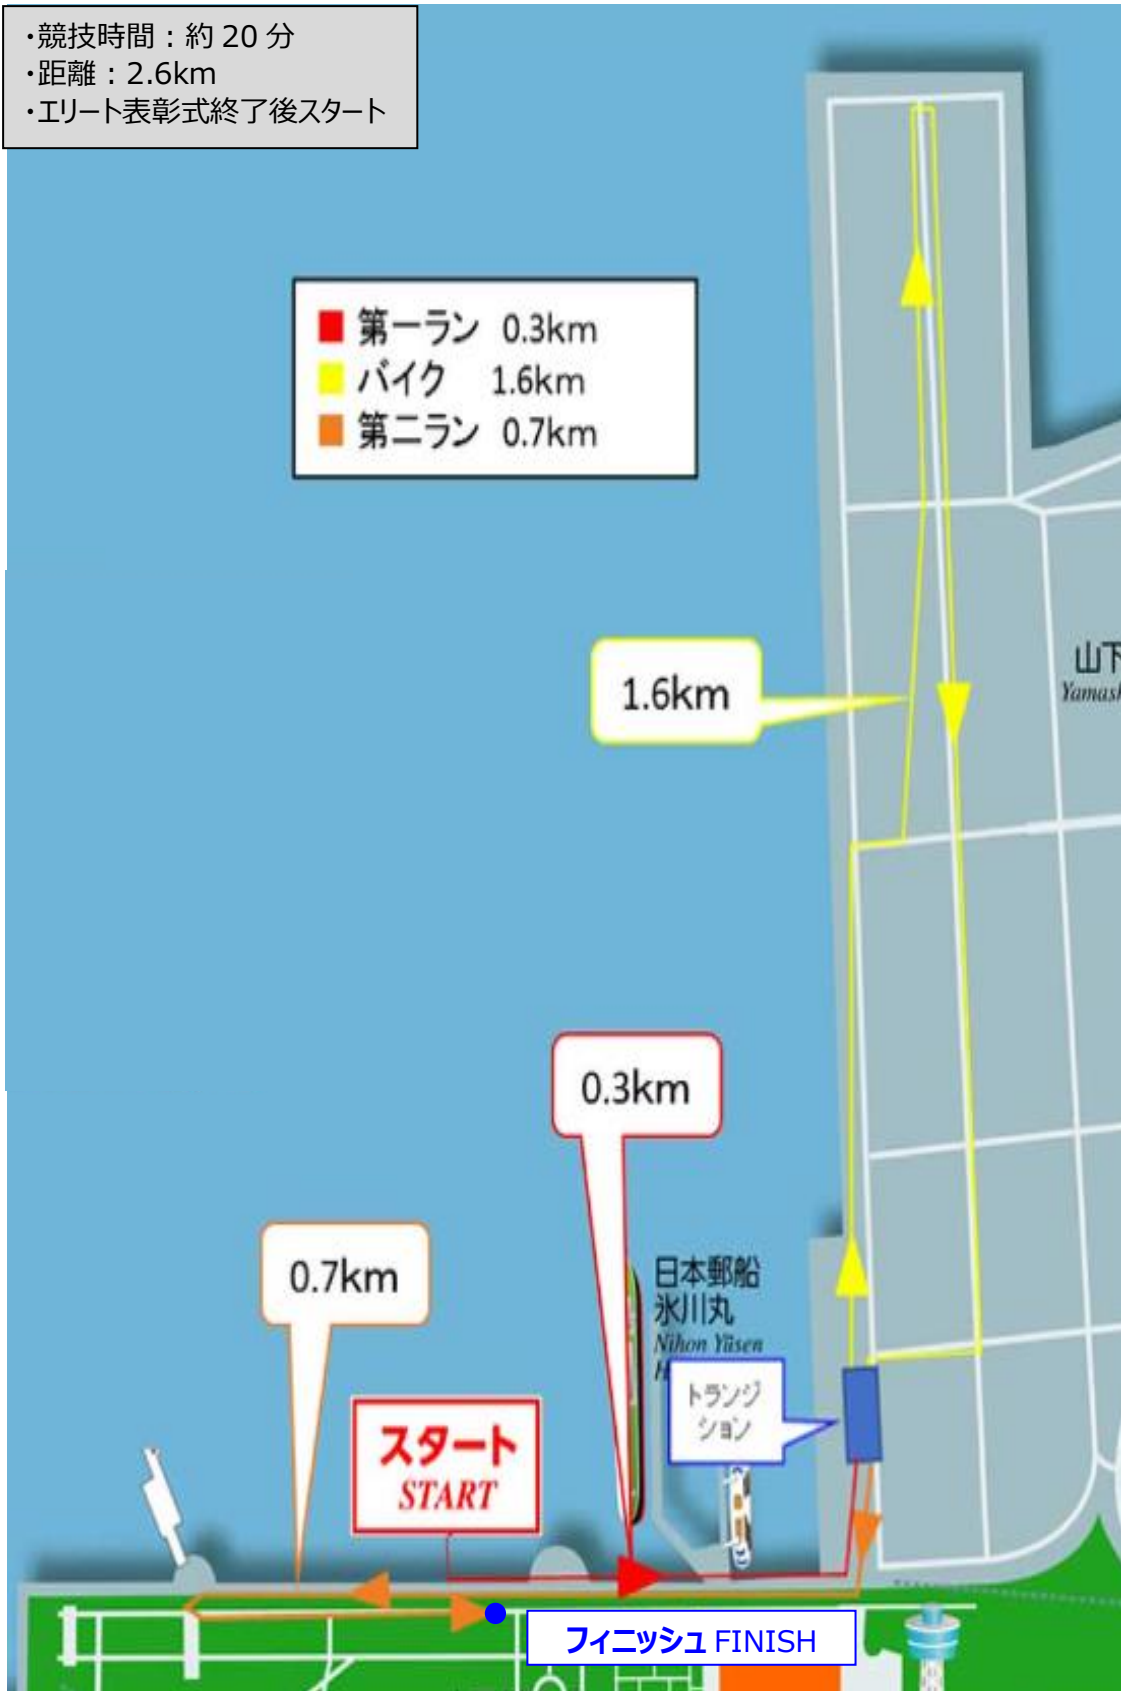 ・競技時間：約 20 分
・距離：2.6km
・エリート表彰式終了後スタート
第一ラン 0.3km
バイク 1.6km
第二ラン 0.7km
山下
1.6km
0.3km
0.7km
日本郵船
氷川丸
Nihon Yūsen
H
トランジ
ション
スタート
START
フィニッシュ FINISH